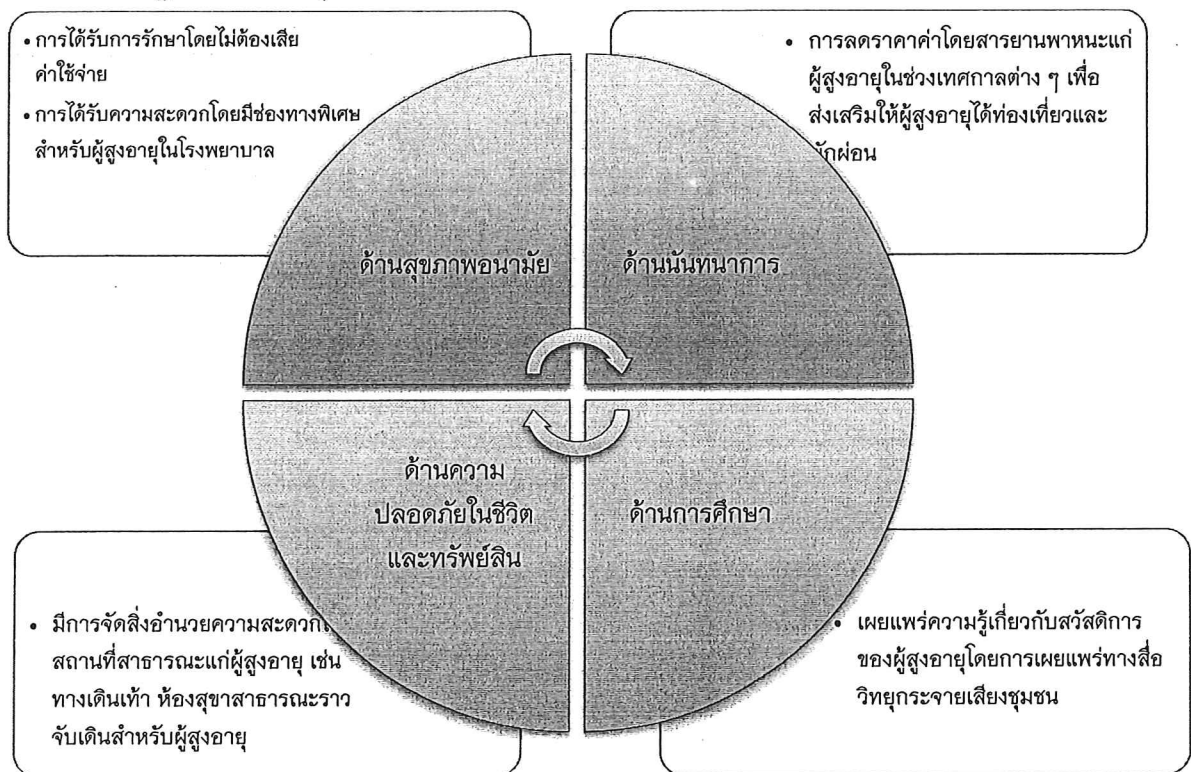 • การได้รับการรักษาโดยไม่ต้องเสีย
ค่าใช้จ่าย
• การได้รับความสะดวกโดยมีช่องทางพิเศษ
สำหรับผู้สูงอายุในโรงพยาบาล
• การลดราคาค่าโดยสารยานพาหนะแก่
ผู้สูงอายุในช่วงเทศกาลต่าง ๆ เพื่อ
ส่งเสริมให้ผู้สูงอายุได้ท่องเที่ยวและ
พักผ่อน
ด้านสุขภาพอนามัย
ด้านนันทนาการ
ด้านความ
ปลอดภัยในชีวิต
และทรัพย์สิน
ด้านการศึกษา
• มีการจัดสิ่งอำนวยความสะดวก
สถานที่สาธารณะแก่ผู้สูงอายุ เช่น
ทางเดินเท้า ห้องสุขาสาธารณะราว
จับเดินสำหรับผู้สูงอายุ
• เผยแพร่ความรู้เกี่ยวกับสวัสดิการ
ของผู้สูงอายุโดยการเผยแพร่ทางสื่อ
วิทยุกระจายเสียงชุมชน